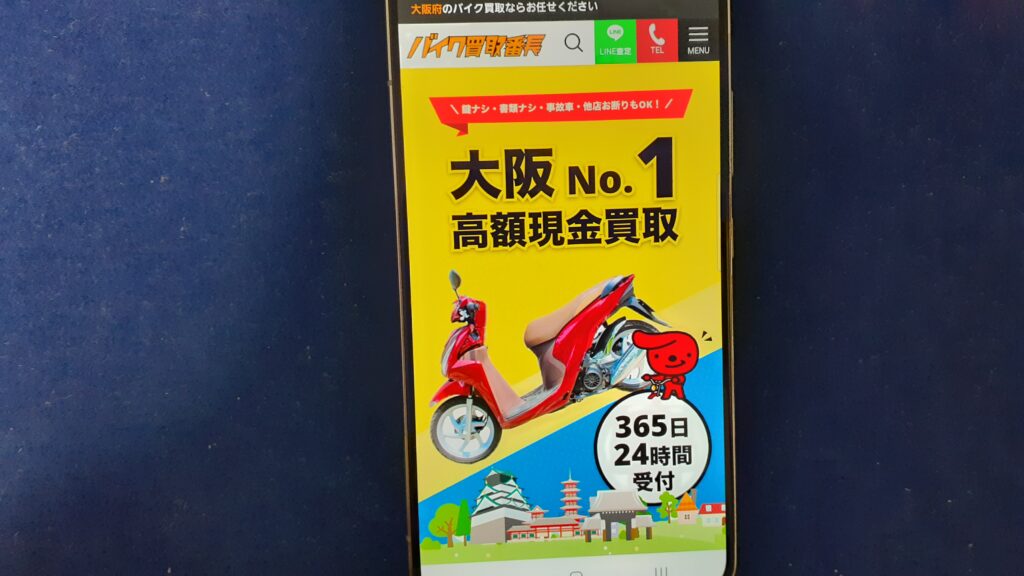 大阪府のバイク買取ならお任せください
バイク買取番長
LINE
LINE査定
TEL
MENU
\ 鍵ナシ・書類ナシ・事故車・他店お断りもOK！ /
大阪 No.1
高額現金買取
365日
24時間
受付